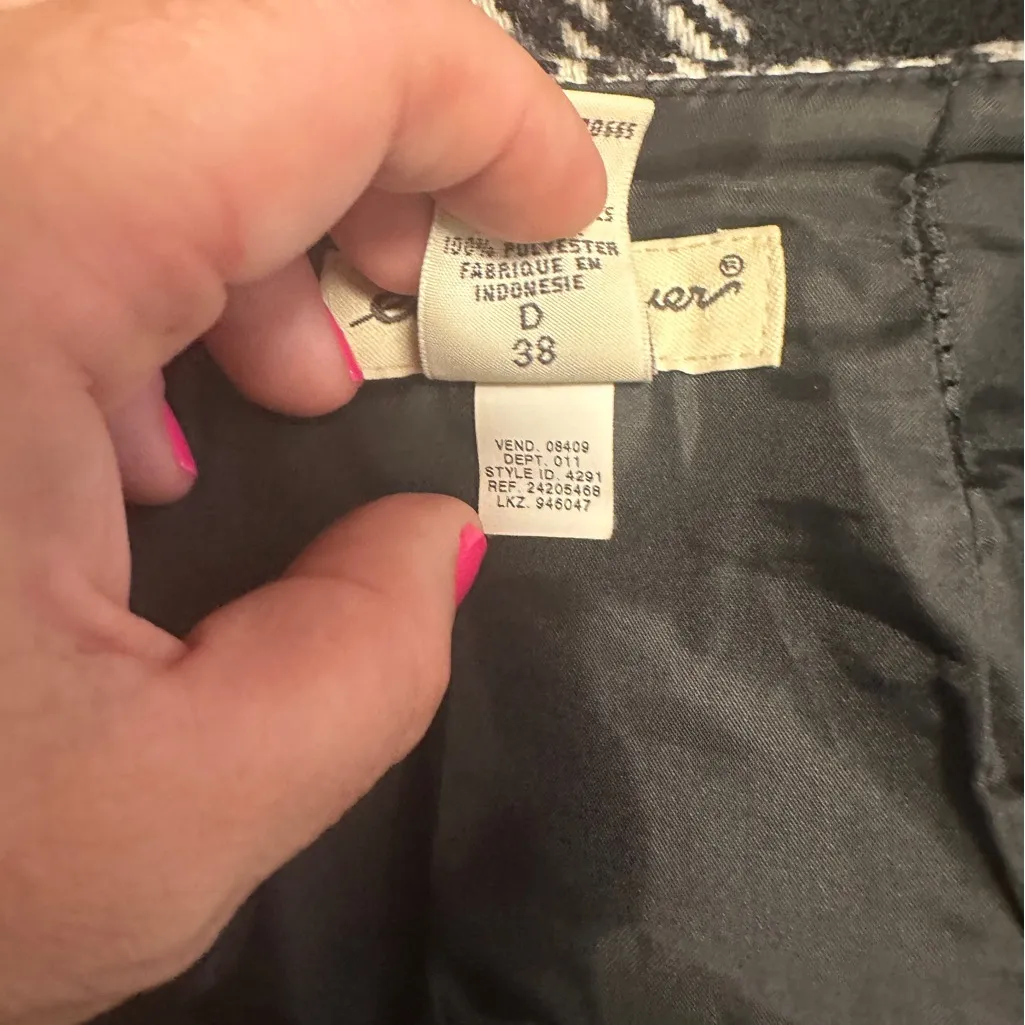 100% POLYESTER
FABRIQUE EN
INDONESIE
D
38
®
VEND. 08409
DEPT. 011
STYLE ID. 4291
REF. 24205468
LKZ. 946047